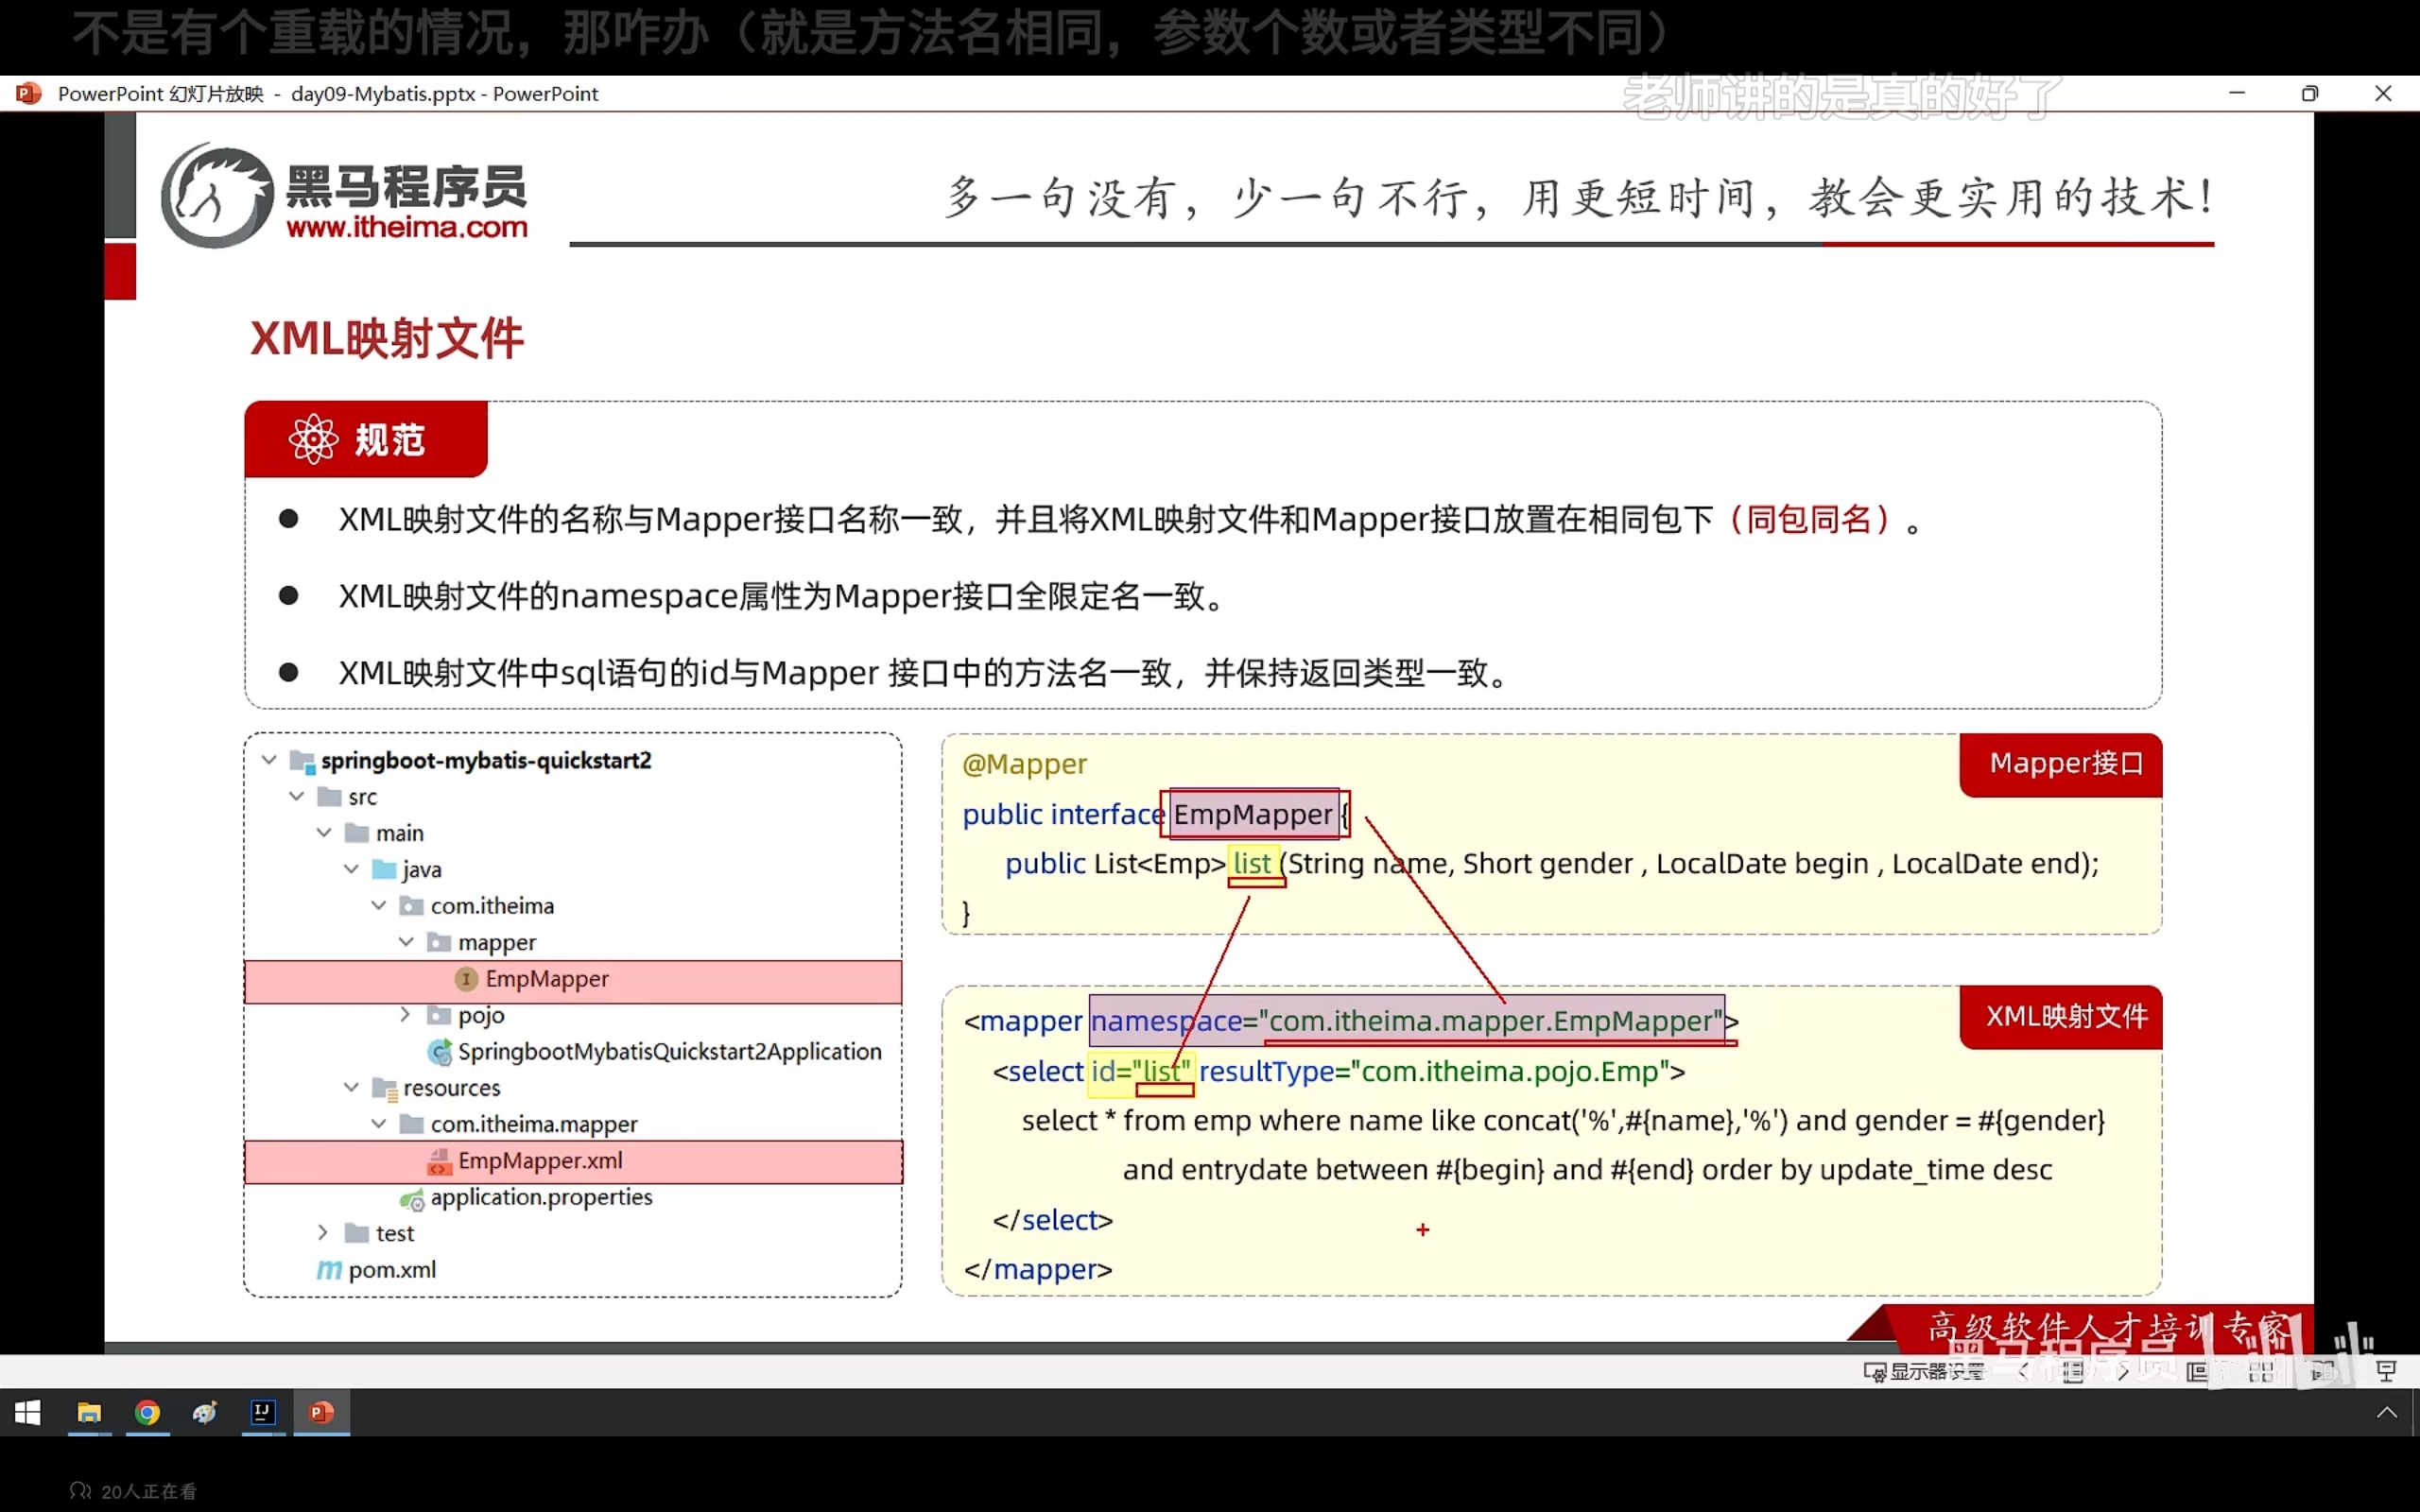 不是有个重载的情况，那咋办（就是方法名相同，参数个数或者类型不同）
PowerPoint 幻灯片放映 - day09-Mybatis.pptx - PowerPoint
老师讲的是真的好了
黑马程序员
www.itheima.com
多一句没有，少一句不行，用更短时间，教会更实用的技术！
XML映射文件
规范
● XML映射文件的名称与Mapper接口名称一致，并且将XML映射文件和Mapper接口放置在相同包下（同包同名）。
● XML映射文件的namespace属性为Mapper接口全限定名一致。
● XML映射文件中sql语句的id与Mapper 接口中的方法名一致，并保持返回类型一致。
springboot-mybatis-quickstart2
src
main
java
com.itheima
mapper
I EmpMapper
pojo
SpringbootMybatisQuickstart2Application
resources
com.itheima.mapper
EmpMapper.xml
application.properties
test
m pom.xml
Mapper接口
@Mapper
public interface EmpMapper {
public List<Emp> list (String name, Short gender , LocalDate begin , LocalDate end);
}
XML映射文件
<mapper namespace="com.itheima.mapper.EmpMapper">
<select id="list" resultType="com.itheima.pojo.Emp">
select * from emp where name like concat('%',#{name},'%') and gender = #{gender}
and entrydate between #{begin} and #{end} order by update_time desc
</select>
</mapper>
高级软件人才培训专家
黑马程序员
显示器设置
20人正在看